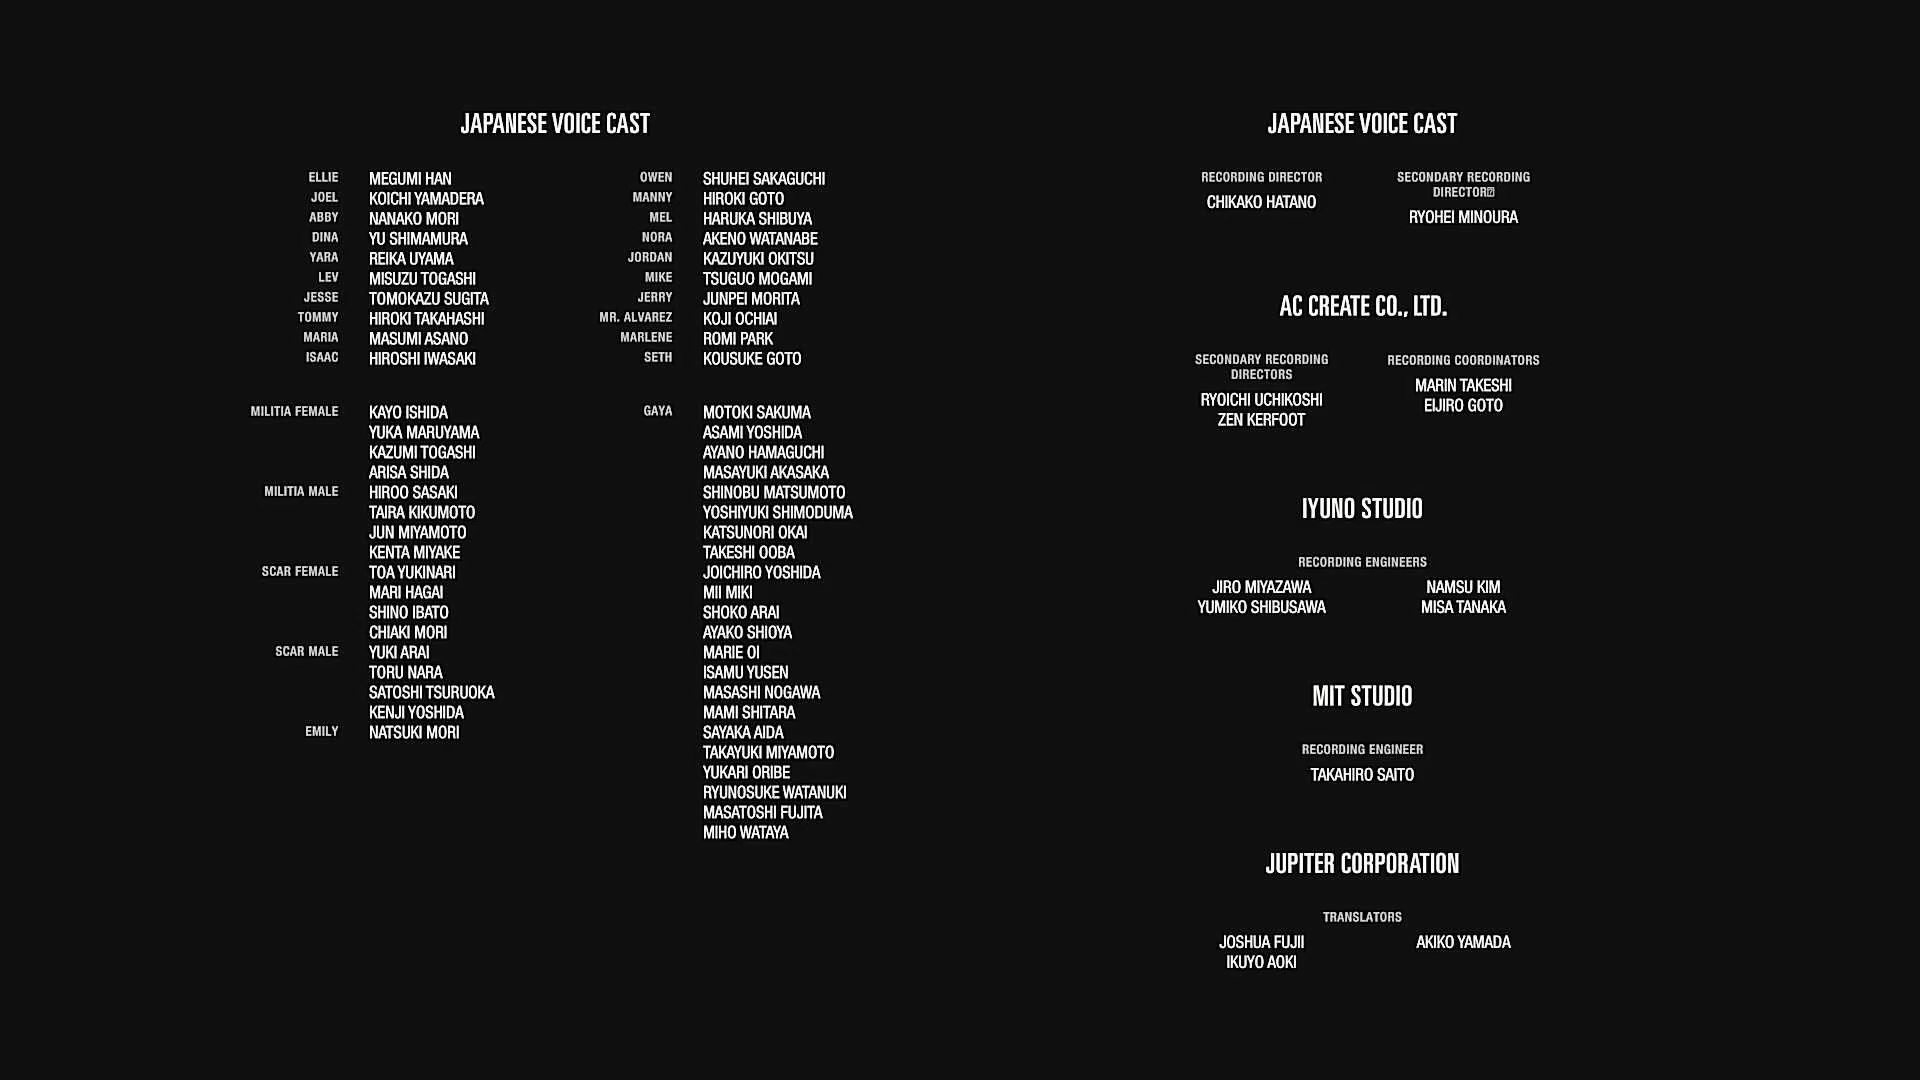 JAPANESE VOICE CAST
ELLIE MEGUMI HAN
JOEL KOICHI YAMADERA
ABBY NANAKO MORI
DINA YU SHIMAMURA
YARA REIKA UYAMA
LEV MISUZU TOGASHI
JESSE TOMOKAZU SUGITA
TOMMY HIROKI TAKAHASHI
MARIA MASUMI ASANO
ISAAC HIROSHI IWASAKI
OWEN SHUHEI SAKAGUCHI
MANNY HIROKI GOTO
MEL HARUKA SHIBUYA
NORA AKENO WATANABE
JORDAN KAZUYUKI OKITSU
MIKE TSUGUO MOGAMI
JERRY JUNPEI MORITA
MR. ALVAREZ KOJI OCHIAI
MARLENE ROMI PARK
SETH KOUSUKE GOTO
MILITIA FEMALE KAYO ISHIDA
YUKA MARUYAMA
KAZUMI TOGASHI
ARISA SHIDA
MILITIA MALE HIROO SASAKI
TAIRA KIKUMOTO
JUN MIYAMOTO
KENTA MIYAKE
SCAR FEMALE TOA YUKINARI
MARI HAGAI
SHINO IBATO
CHIAKI MORI
SCAR MALE YUKI ARAI
TORU NARA
SATOSHI TSURUOKA
KENJI YOSHIDA
EMILY NATSUKI MORI
GAYA MOTOKI SAKUMA
ASAMI YOSHIDA
AYANO HAMAGUCHI
MASAYUKI AKASAKA
SHINOBU MATSUMOTO
YOSHIYUKI SHIMODUMA
KATSUNORI OKAI
TAKESHI OOBA
JOICHIRO YOSHIDA
MII MIKI
SHOKO ARAI
AYAKO SHIOYA
MARIE OI
ISAMU YUSEN
MASASHI NOGAWA
MAMI SHITARA
SAYAKA AIDA
TAKAYUKI MIYAMOTO
YUKARI ORIBE
RYUNOSUKE WATANUKI
MASATOSHI FUJITA
MIHO WATAYA
JAPANESE VOICE CAST
RECORDING DIRECTOR
CHIKAKO HATANO
SECONDARY RECORDING
DIRECTOR
RYOHEI MINOURA
AC CREATE CO., LTD.
SECONDARY RECORDING
DIRECTORS
RYOICHI UCHIKOSHI
ZEN KERFOOT
RECORDING COORDINATORS
MARIN TAKESHI
EIJIRO GOTO
IYUNO STUDIO
RECORDING ENGINEERS
JIRO MIYAZAWA
YUMIKO SHIBUSAWA
NAMSU KIM
MISA TANAKA
MIT STUDIO
RECORDING ENGINEER
TAKAHIRO SAITO
JUPITER CORPORATION
TRANSLATORS
JOSHUA FUJII
IKUYO AOKI
AKIKO YAMADA